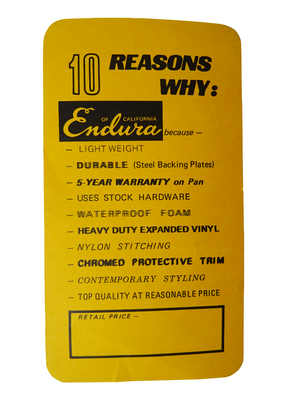 10 REASONS
WHY:
OF CALIFORNIA
Endura because —
— LIGHT WEIGHT
— DURABLE (Steel Backing Plates)
— 5-YEAR WARRANTY on Pan
— USES STOCK HARDWARE
— WATERPROOF FOAM
— HEAVY DUTY EXPANDED VINYL
— NYLON STITCHING
— CHROMED PROTECTIVE TRIM
— CONTEMPORARY STYLING
— TOP QUALITY AT REASONABLE PRICE
RETAIL PRICE —